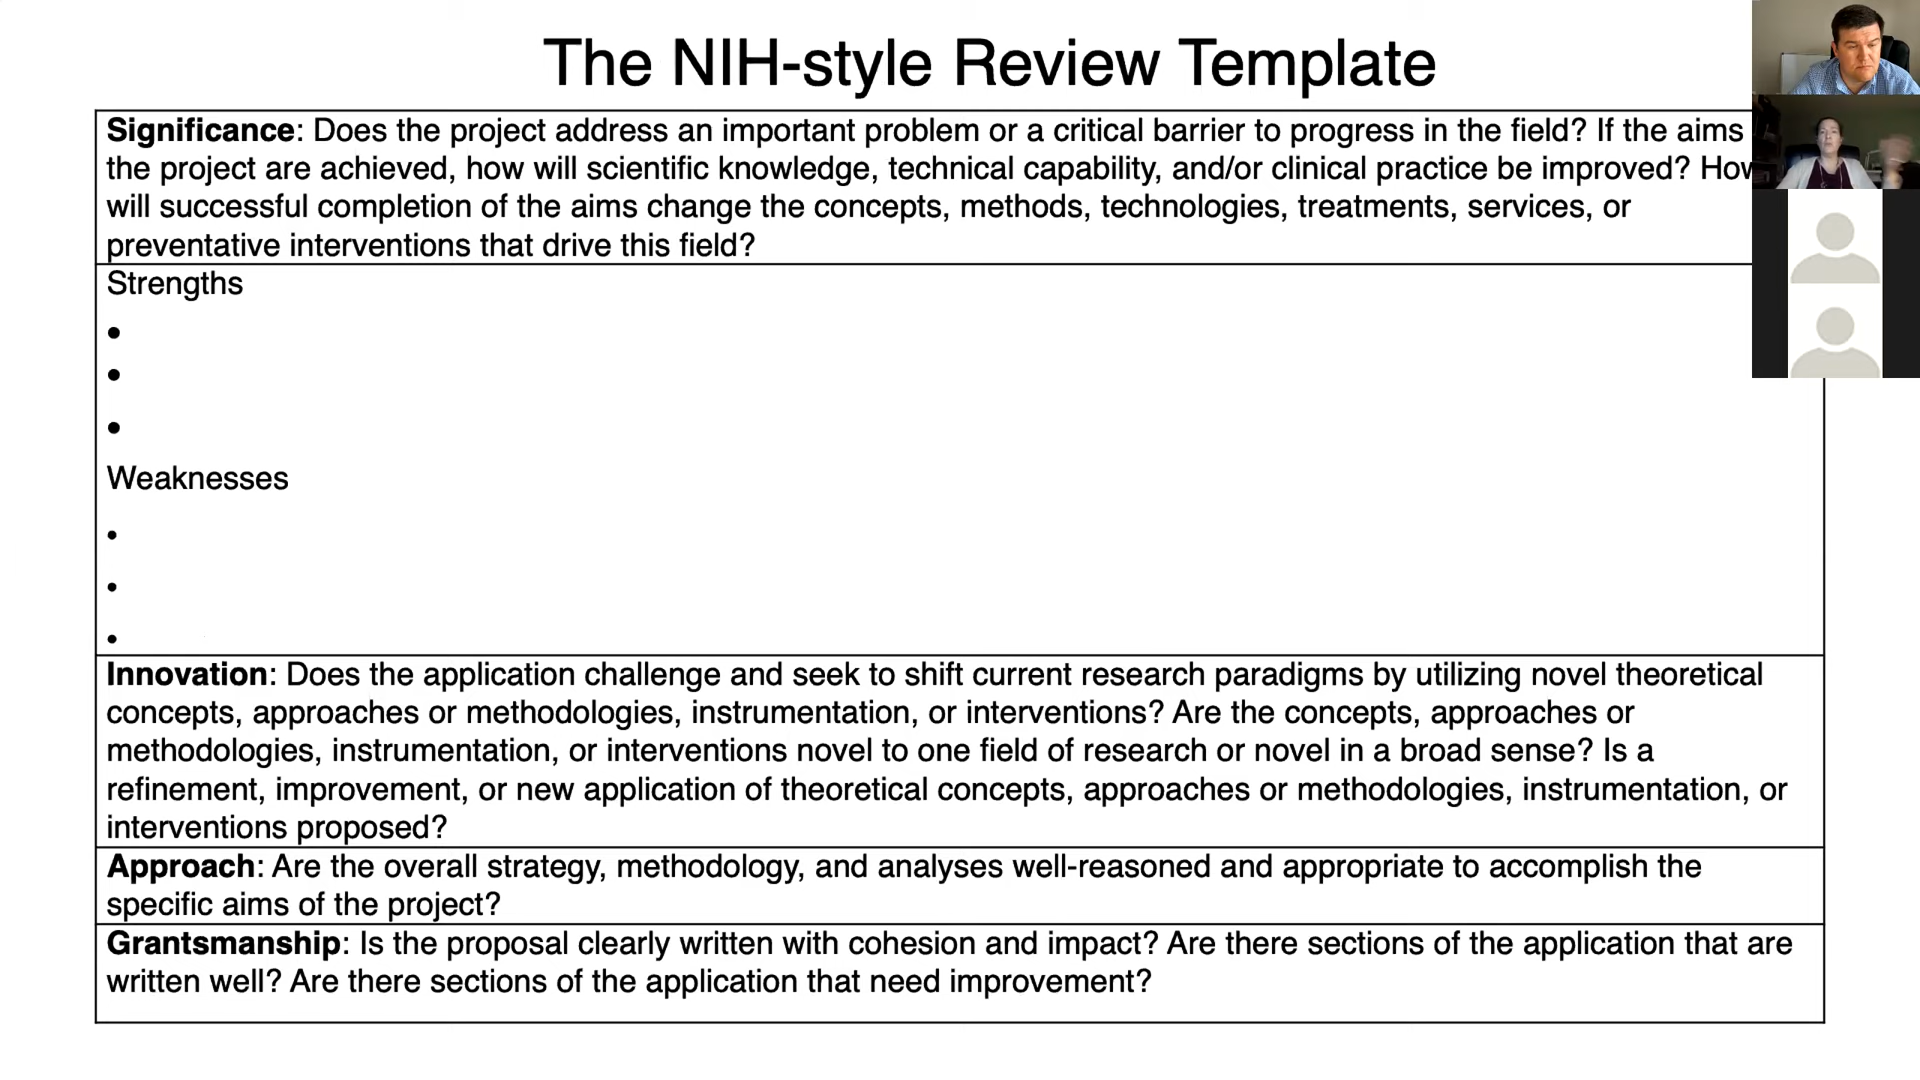 The NIH-style Review Template
Significance: Does the project address an important problem or a critical barrier to progress in the field? If the aims
the project are achieved, how will scientific knowledge, technical capability, and/or clinical practice be improved? How
will successful completion of the aims change the concepts, methods, technologies, treatments, services, or
preventative interventions that drive this field?
Strengths
•
•
•
Weaknesses
•
•
•
Innovation: Does the application challenge and seek to shift current research paradigms by utilizing novel theoretical
concepts, approaches or methodologies, instrumentation, or interventions? Are the concepts, approaches or
methodologies, instrumentation, or interventions novel to one field of research or novel in a broad sense? Is a
refinement, improvement, or new application of theoretical concepts, approaches or methodologies, instrumentation, or
interventions proposed?
Approach: Are the overall strategy, methodology, and analyses well-reasoned and appropriate to accomplish the
specific aims of the project?
Grantsmanship: Is the proposal clearly written with cohesion and impact? Are there sections of the application that are
written well? Are there sections of the application that need improvement?